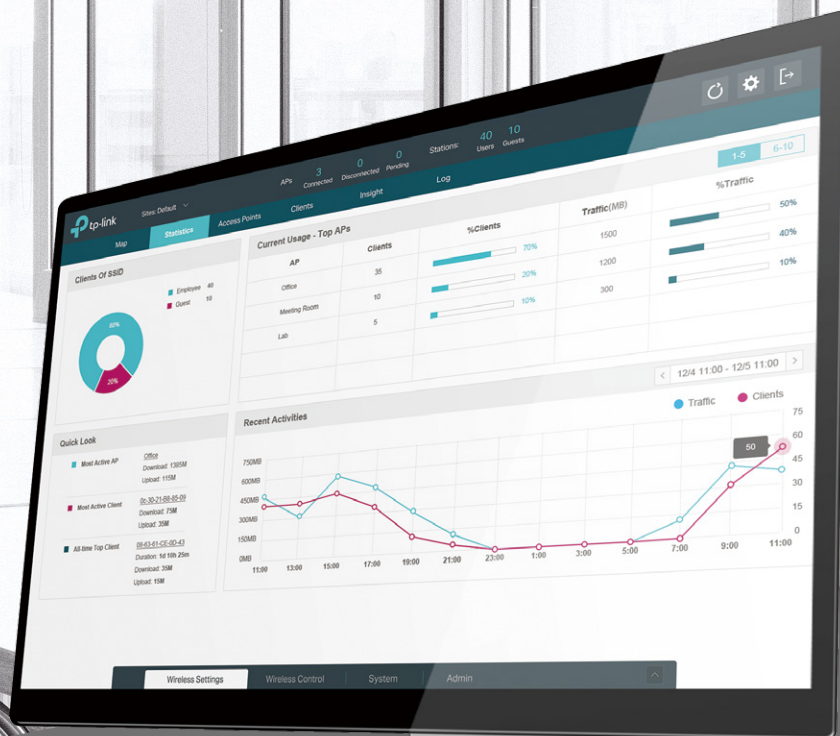 tp-link
Sites: Default
APs 3 Connected 0 Disconnected 0 Pending Stations: 40 Users 10 Guests
Map Statistics Access Points Clients Insight Log
Clients Of SSID
Employee 40
Guest 10
80%
20%
Current Usage - Top APs
1-5 6-10
AP Clients %Clients Traffic(MB) %Traffic
Office 35 70% 1500 50%
Meeting Room 10 20% 1200 40%
Lab 5 10% 300 10%
Quick Look
Most Active AP Office
Download: 1385M
Upload: 115M
Most Active Client 0c-30-21-B8-85-09
Download: 75M
Upload: 35M
All-time Top Client 08-63-61-CE-0D-43
Duration: 1d 10h 25m
Download: 35M
Upload: 15M
Recent Activities
< 12/4 11:00 - 12/5 11:00 >
Traffic Clients
750MB 75
600MB 60
450MB 45
300MB 30
150MB 15
0MB 0
50
11:00 13:00 15:00 17:00 19:00 21:00 23:00 1:00 3:00 5:00 7:00 9:00 11:00
Wireless Settings Wireless Control System Admin